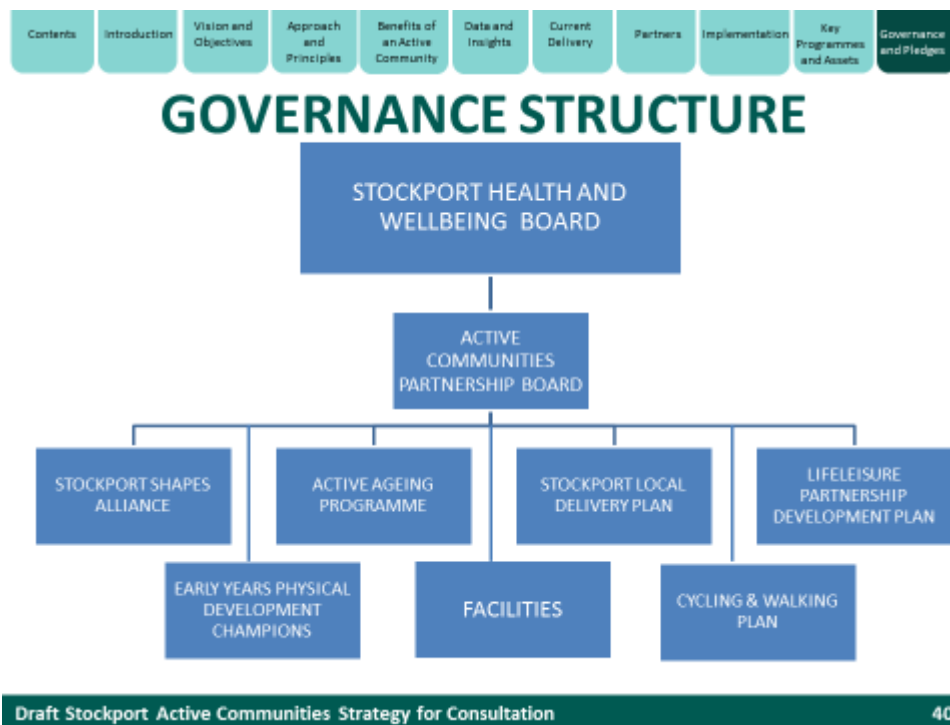 Contents
Introduction
Vision and
Objectives
Approach
and
Principles
Benefits of
an Active
Community
Data and
Insights
Current
Delivery
Partners
Implementation
Key
Programmes
and Assets
Governance
and Pledges
GOVERNANCE STRUCTURE
STOCKPORT HEALTH AND
WELLBEING BOARD
ACTIVE
COMMUNITIES
PARTNERSHIP BOARD
STOCKPORT SHAPES
ALLIANCE
ACTIVE AGEING
PROGRAMME
STOCKPORT LOCAL
DELIVERY PLAN
LIFELEISURE
PARTNERSHIP
DEVELOPMENT PLAN
EARLY YEARS PHYSICAL
DEVELOPMENT
CHAMPIONS
FACILITIES
CYCLING & WALKING
PLAN
Draft Stockport Active Communities Strategy for Consultation